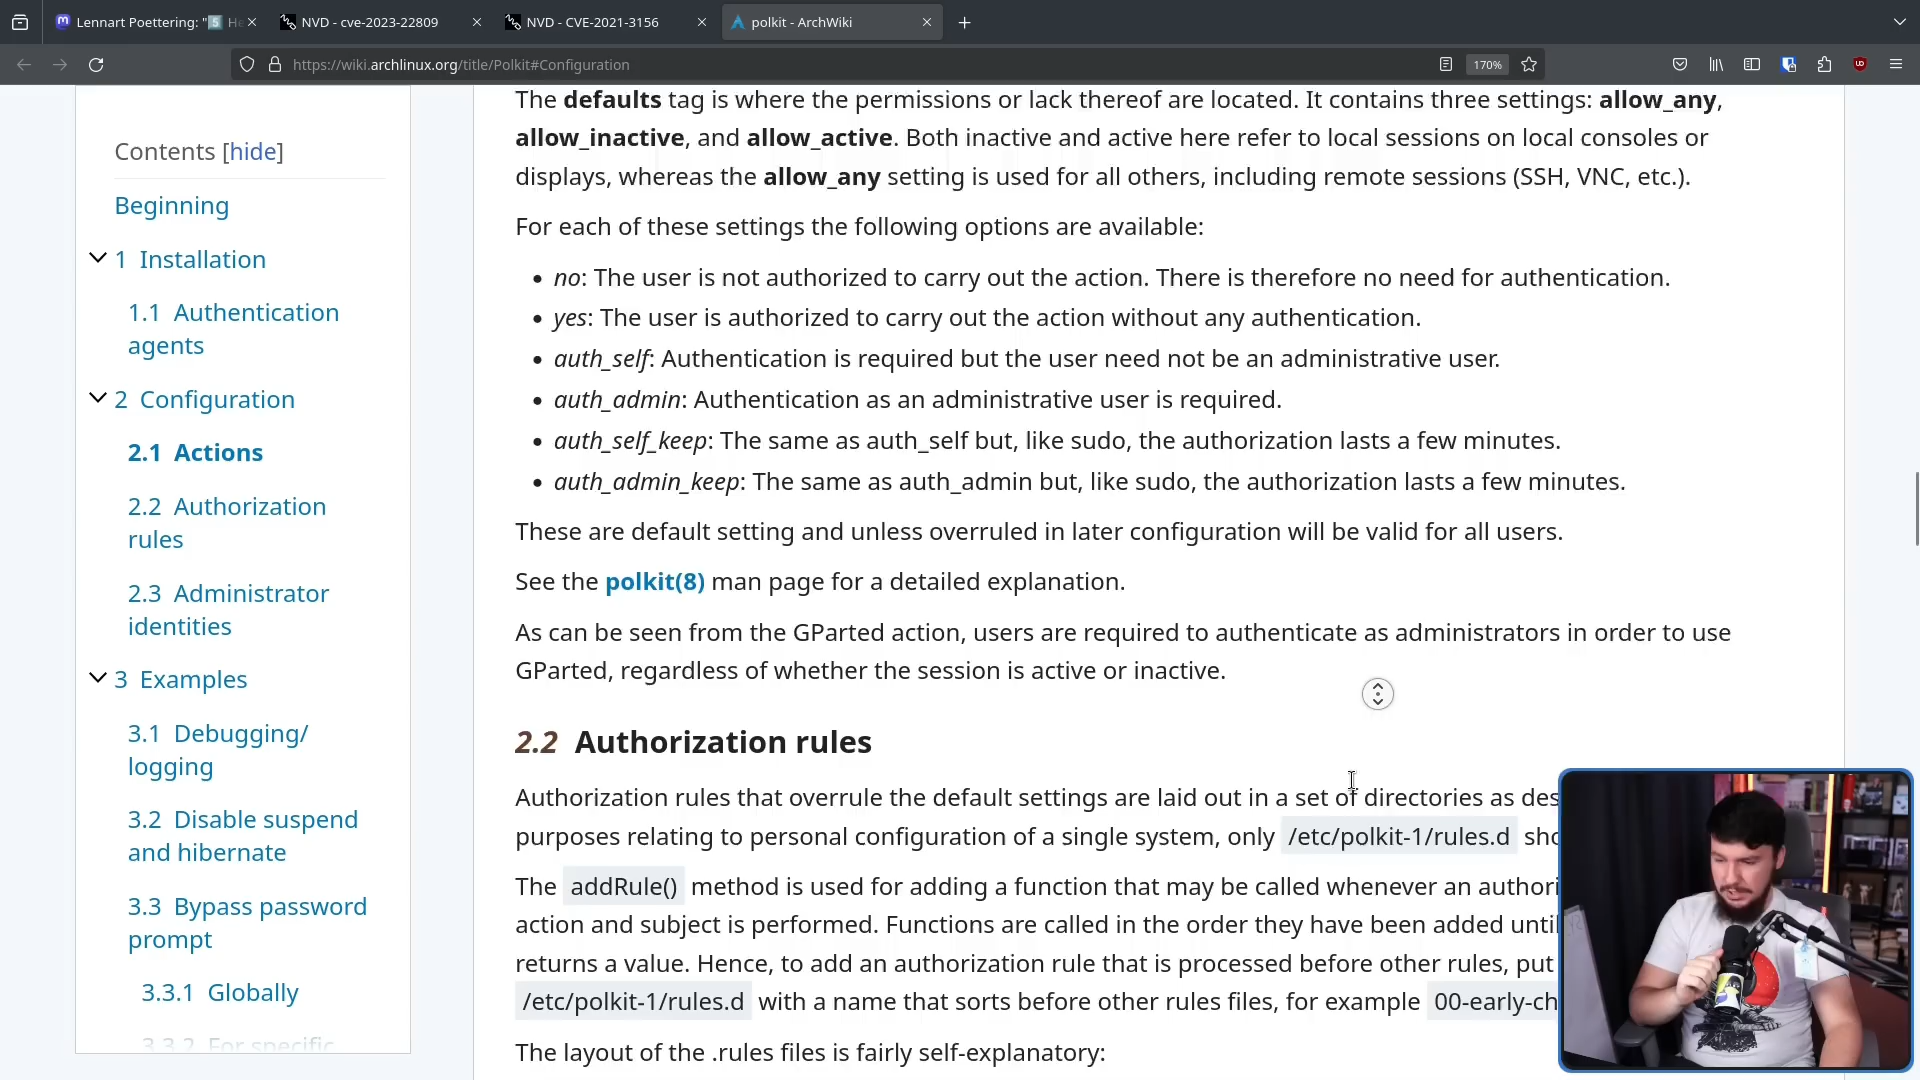 Lennart Poettering: "5️⃣ He
NVD - cve-2023-22809
NVD - CVE-2021-3156
polkit - ArchWiki
https://wiki.archlinux.org/title/Polkit#Configuration
170%
Contents [hide]
Beginning
1 Installation
1.1 Authentication
agents
2 Configuration
2.1 Actions
2.2 Authorization
rules
2.3 Administrator
identities
3 Examples
3.1 Debugging/
logging
3.2 Disable suspend
and hibernate
3.3 Bypass password
prompt
3.3.1 Globally
3.3.2 For specific
The defaults tag is where the permissions or lack thereof are located. It contains three settings: allow_any,
allow_inactive, and allow_active. Both inactive and active here refer to local sessions on local consoles or
displays, whereas the allow_any setting is used for all others, including remote sessions (SSH, VNC, etc.).
For each of these settings the following options are available:
• no: The user is not authorized to carry out the action. There is therefore no need for authentication.
• yes: The user is authorized to carry out the action without any authentication.
• auth_self: Authentication is required but the user need not be an administrative user.
• auth_admin: Authentication as an administrative user is required.
• auth_self_keep: The same as auth_self but, like sudo, the authorization lasts a few minutes.
• auth_admin_keep: The same as auth_admin but, like sudo, the authorization lasts a few minutes.
These are default setting and unless overruled in later configuration will be valid for all users.
See the polkit(8) man page for a detailed explanation.
As can be seen from the GParted action, users are required to authenticate as administrators in order to use
GParted, regardless of whether the session is active or inactive.
2.2 Authorization rules
Authorization rules that overrule the default settings are laid out in a set of directories as des
purposes relating to personal configuration of a single system, only /etc/polkit-1/rules.d sho
The addRule() method is used for adding a function that may be called whenever an authori
action and subject is performed. Functions are called in the order they have been added until
returns a value. Hence, to add an authorization rule that is processed before other rules, put
/etc/polkit-1/rules.d with a name that sorts before other rules files, for example 00-early-ch
The layout of the .rules files is fairly self-explanatory: